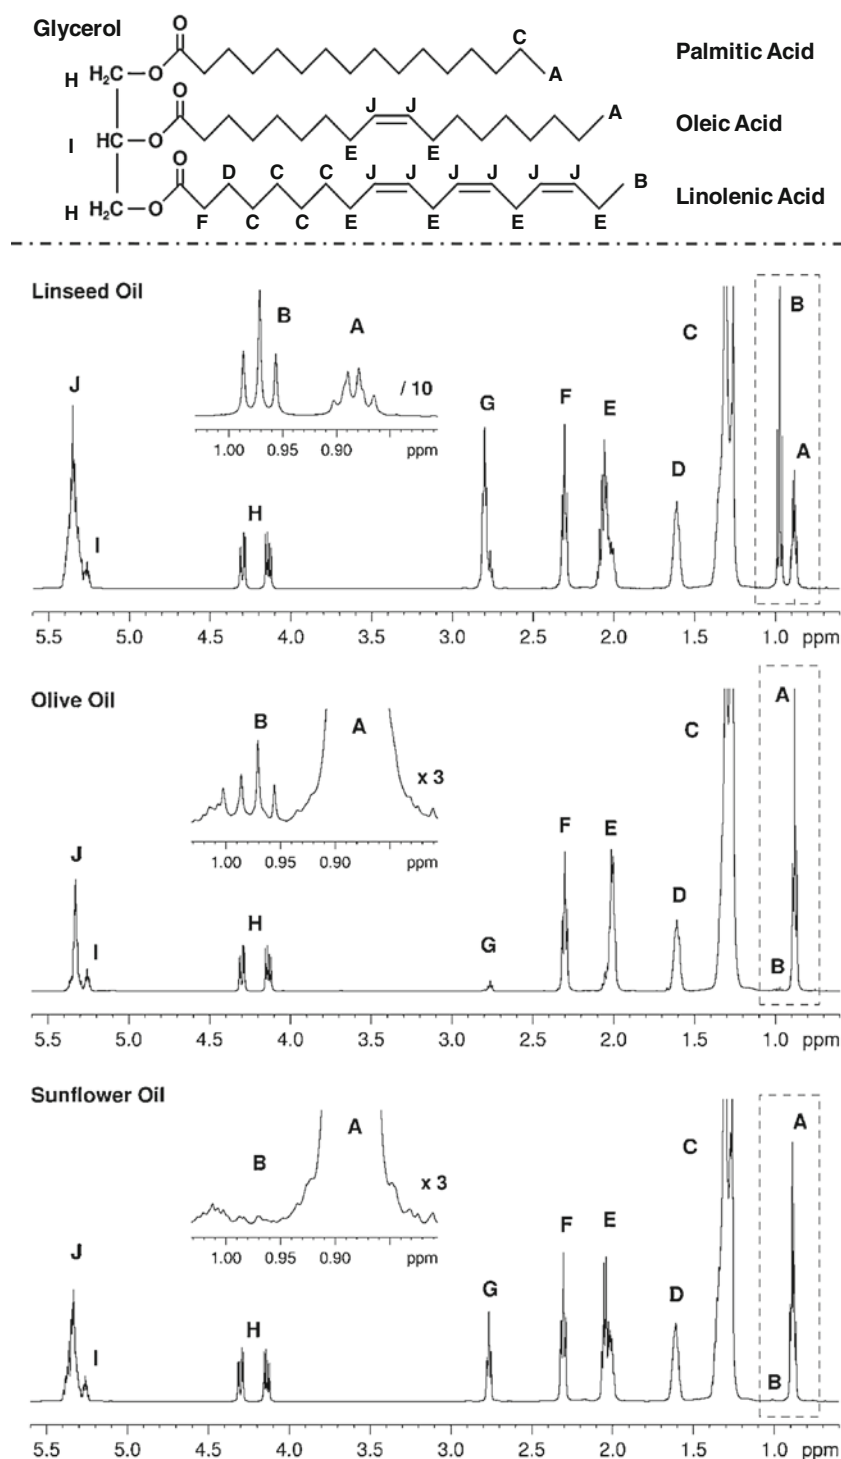 Glycerol
O
C
Palmitic Acid
H H₂C O A
O
J J A
Oleic Acid
I HC O
O E E
D C C J J J J J J B
Linolenic Acid
H H₂C O
F C C E E E E
Linseed Oil
B
A
/ 10
1.00 0.95 0.90 ppm
J
I
H
G
F
E
D
C
B
A
5.5 5.0 4.5 4.0 3.5 3.0 2.5 2.0 1.5 1.0 ppm
Olive Oil
B
A
x 3
1.00 0.95 0.90 ppm
J
I
H
G
F
E
D
C
B
A
5.5 5.0 4.5 4.0 3.5 3.0 2.5 2.0 1.5 1.0 ppm
Sunflower Oil
B
A
x 3
1.00 0.95 0.90 ppm
J
I
H
G
F
E
D
C
B
A
5.5 5.0 4.5 4.0 3.5 3.0 2.5 2.0 1.5 1.0 ppm